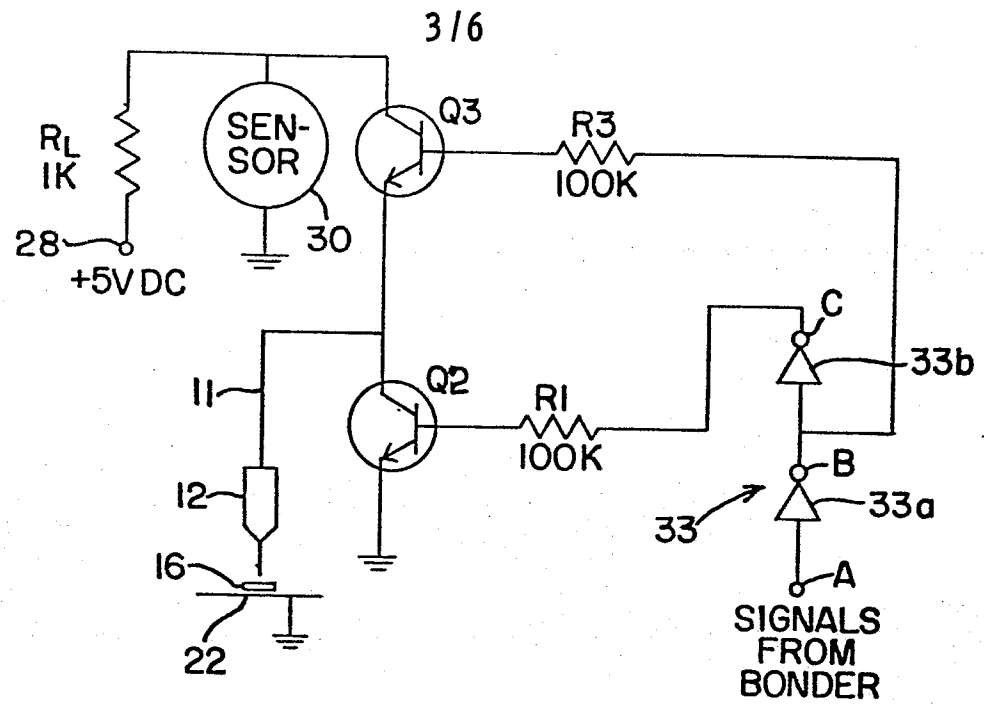 3/6
Q3
R3
100K
RL
1K
SEN-
SOR
30
28
+5V DC
C
33b
11
Q2
R1
100K
B
12
33
33a
16
A
22
SIGNALS
FROM
BONDER